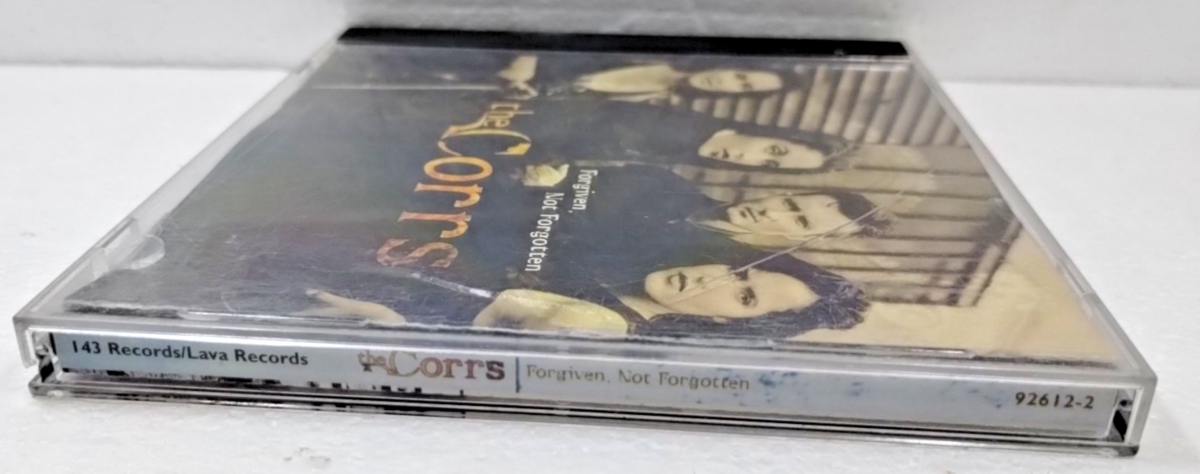 the Corrs
Forgiven,
Not Forgotten
143 Records/Lava Records the Corrs Forgiven, Not Forgotten 92612-2